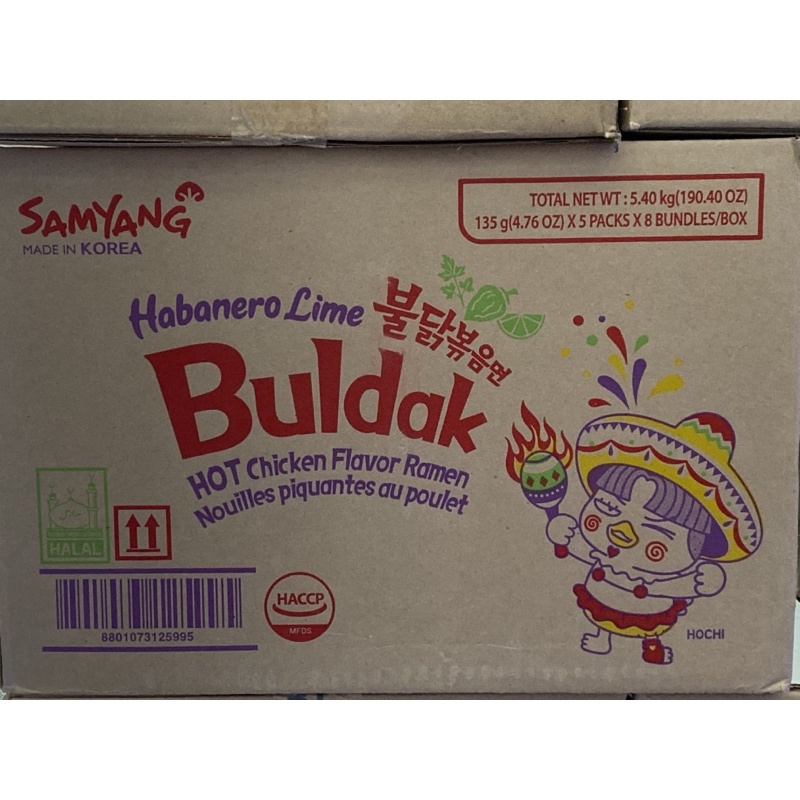 SAMYANG
MADE IN KOREA
TOTAL NET WT : 5.40 kg(190.40 OZ)
135 g(4.76 OZ) X 5 PACKS X 8 BUNDLES/BOX
Habanero Lime 불닭볶음면
Buldak
HOT Chicken Flavor Ramen
Nouilles piquantes au poulet
HALAL
8801073125995
HACCP
MFDS
HOCHI